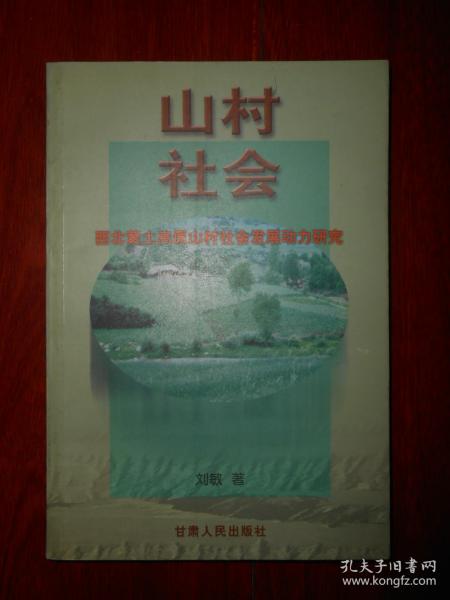 山村
社会
西北黄土高原山村社会发展动力研究
刘敏 著
甘肃人民出版社
孔夫子旧书网
www.kongfz.com